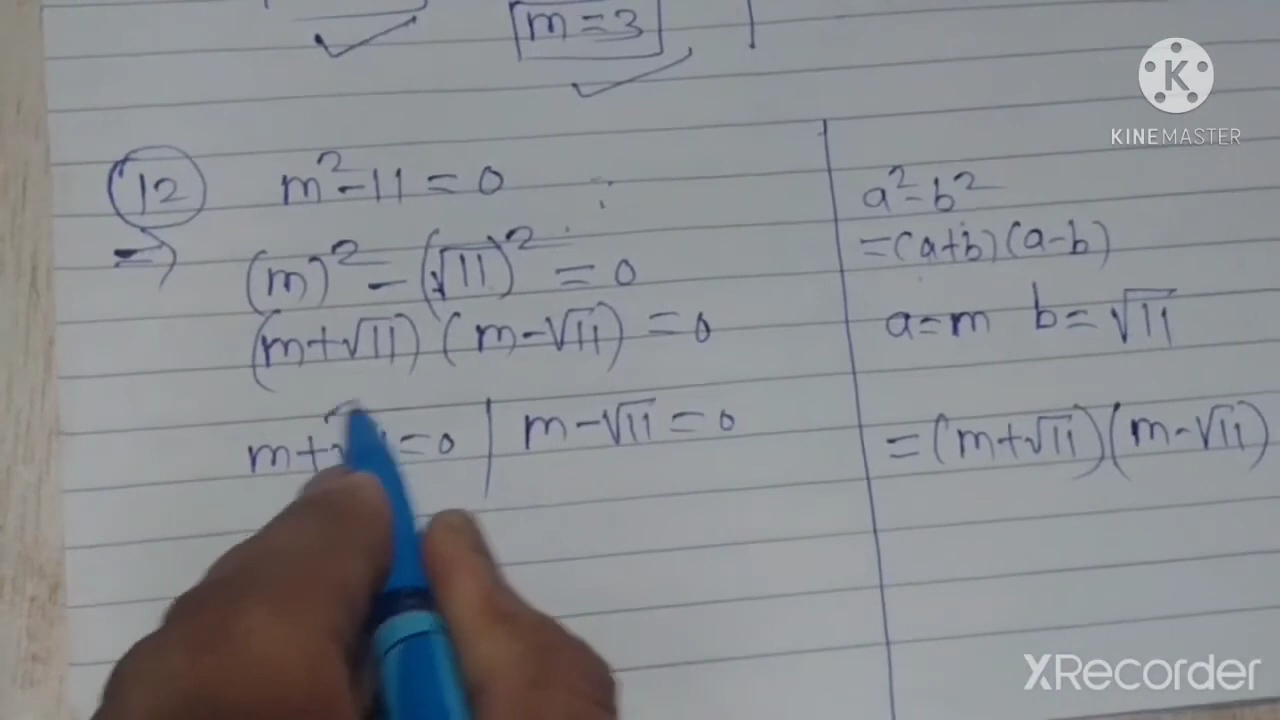 m=3
K
KINEMASTER
12 m²-11=0
(m)² - (√11)² = 0
(m+√11) (m-√11) = 0
m+√11=0 | m-√11=0
a²-b²
=(a+b)(a-b)
a=m b=√11
=(m+√11)(m-√11)
XRecorder